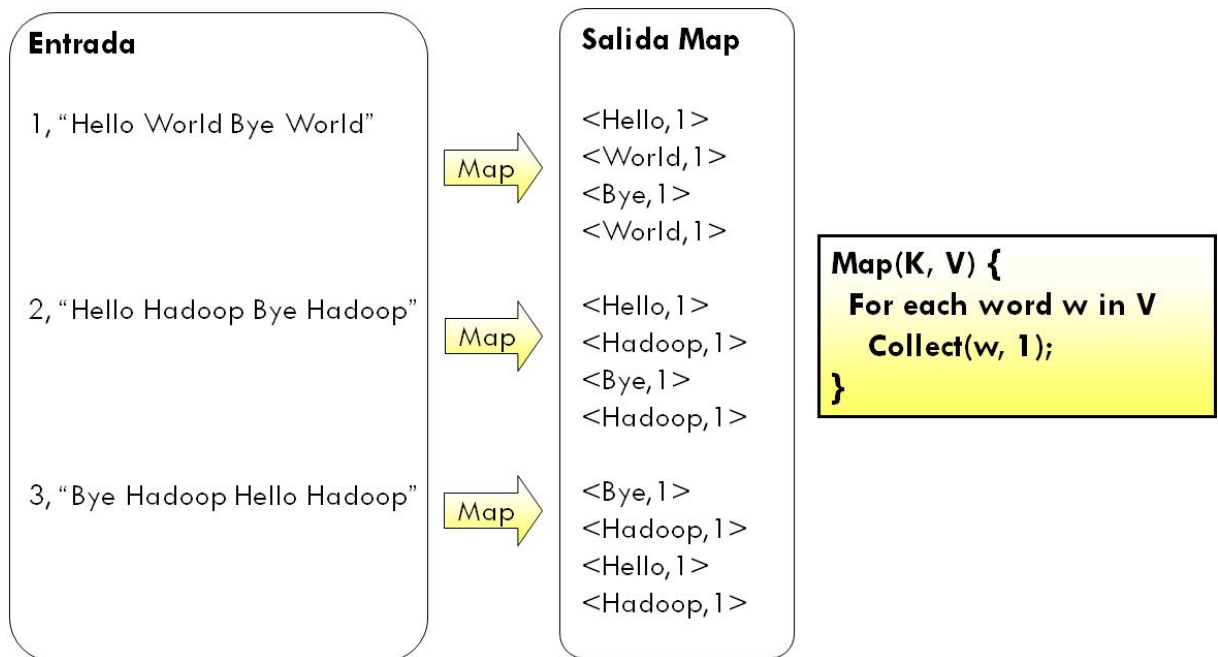 Entrada
1, “Hello World Bye World”
2, “Hello Hadoop Bye Hadoop”
3, “Bye Hadoop Hello Hadoop”
Map
Map
Map
Salida Map
<Hello,1>
<World,1>
<Bye,1>
<World,1>
<Hello,1>
<Hadoop,1>
<Bye,1>
<Hadoop,1>
<Bye,1>
<Hadoop,1>
<Hello,1>
<Hadoop,1>
Map(K, V) {
For each word w in V
Collect(w, 1);
}